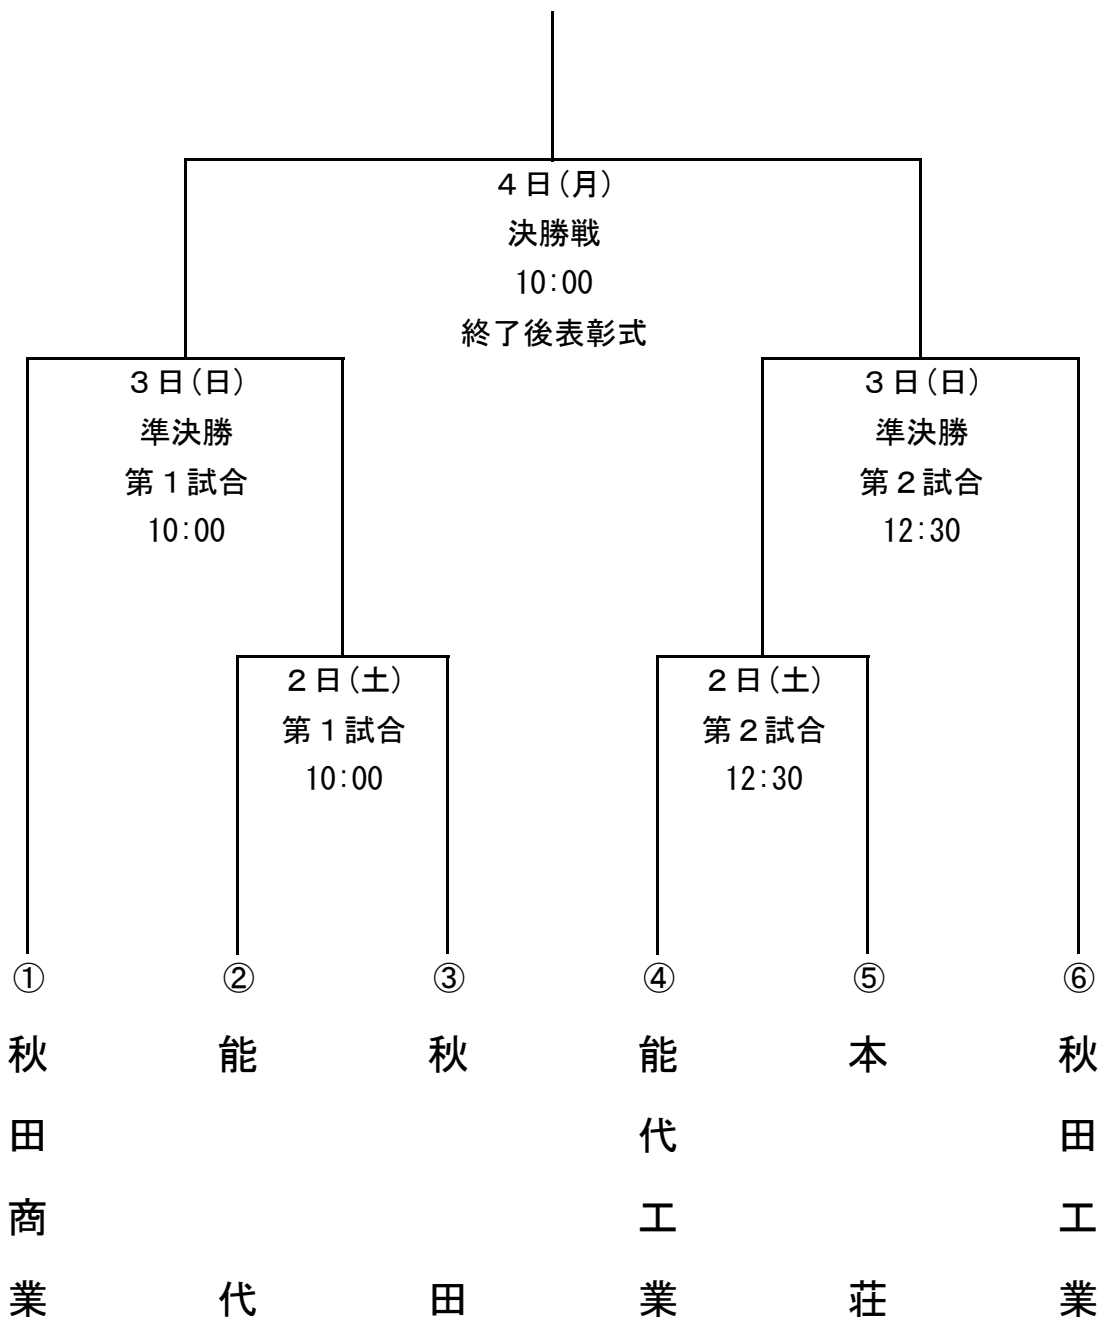 ４日（月）
決勝戦
10:00
終了後表彰式
３日（日）
準決勝
第１試合
10:00
３日（日）
準決勝
第２試合
12:30
２日（土）
第１試合
10:00
２日（土）
第２試合
12:30
①
秋田商業
②
能代
③
秋田
④
能代工業
⑤
本荘
⑥
秋田工業